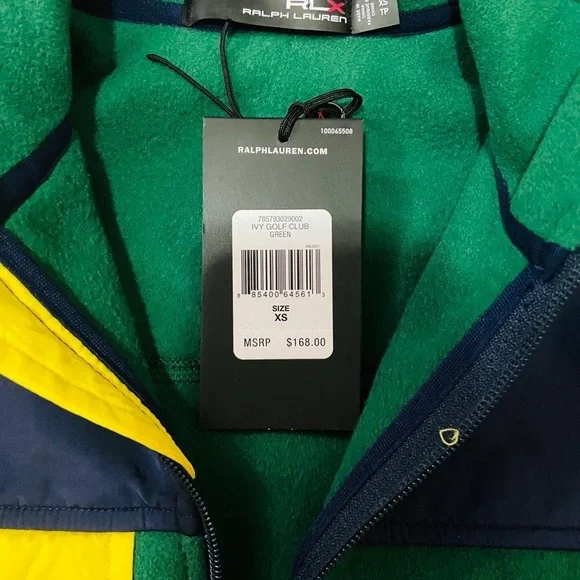 RLX
RALPH LAUREN
XS
TP
100065508
RALPHLAUREN.COM
785793029002
IVY GOLF CLUB
GREEN
8 85400 64561 3
SIZE
XS
MSRP $168.00